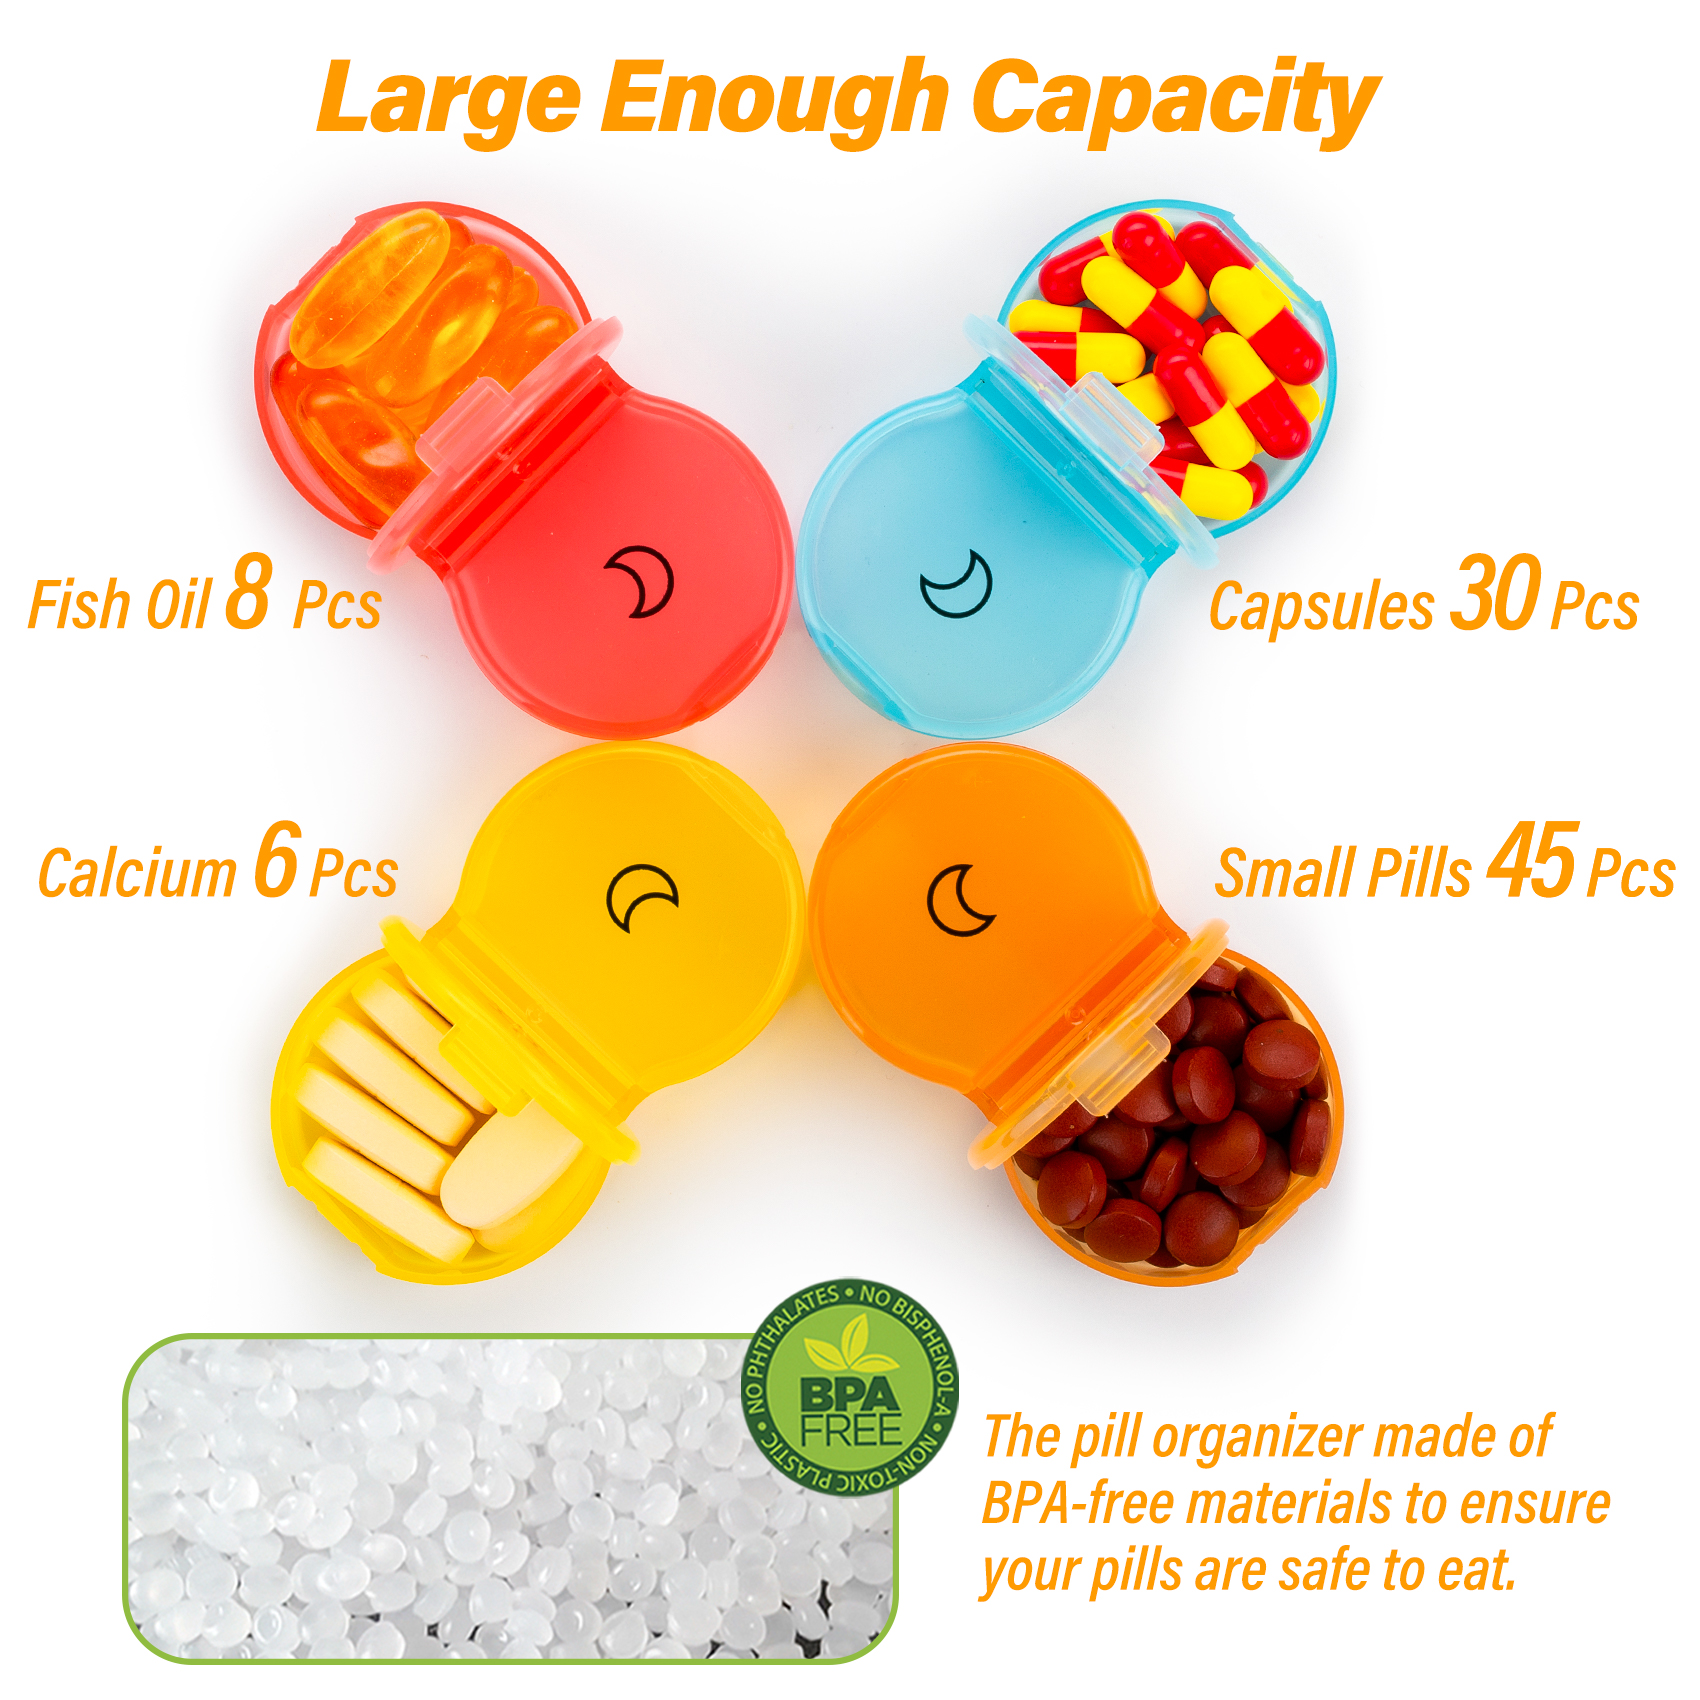 Large Enough Capacity
Fish Oil 8 Pcs
Capsules 30 Pcs
Calcium 6 Pcs
Small Pills 45 Pcs
NO PHTHALATES • NO BISPHENOL-A • NON-TOXIC PLASTIC •
BPA
FREE
The pill organizer made of
BPA-free materials to ensure
your pills are safe to eat.